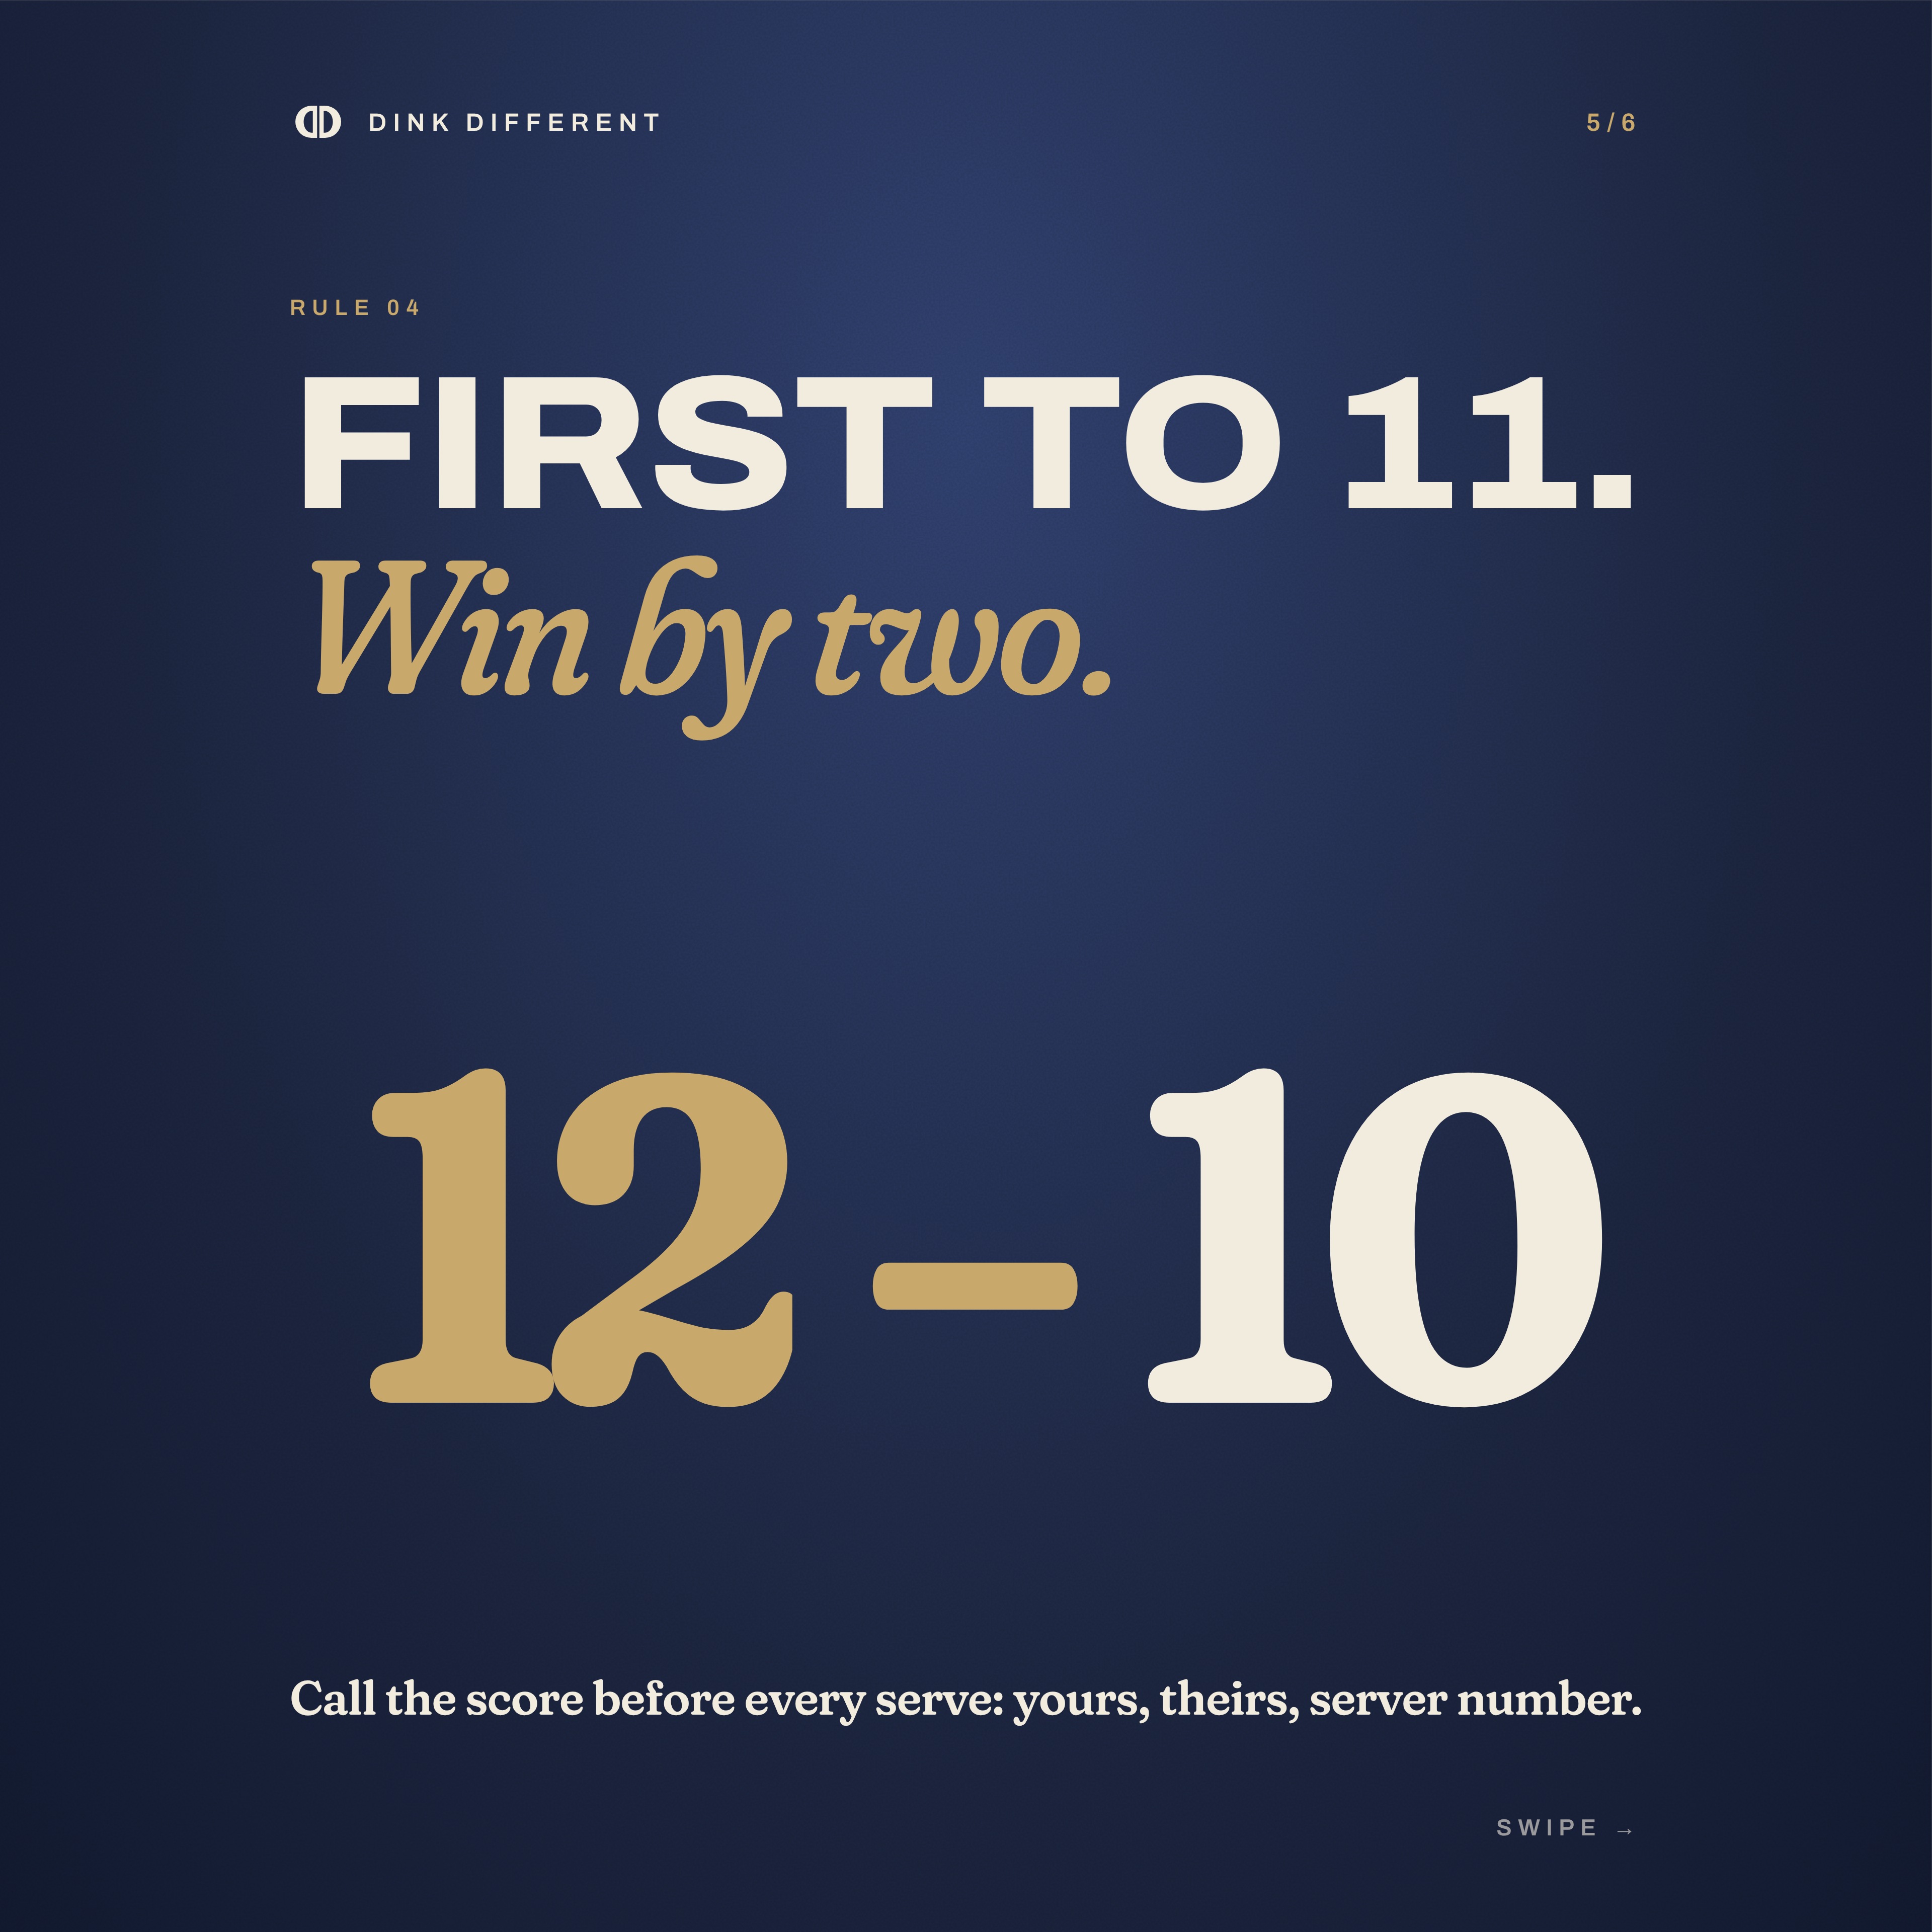 DINK DIFFERENT
5/6
RULE 04
FIRST TO 11.
Win by two.
12 – 10
Call the score before every serve: yours, theirs, server number.
SWIPE →